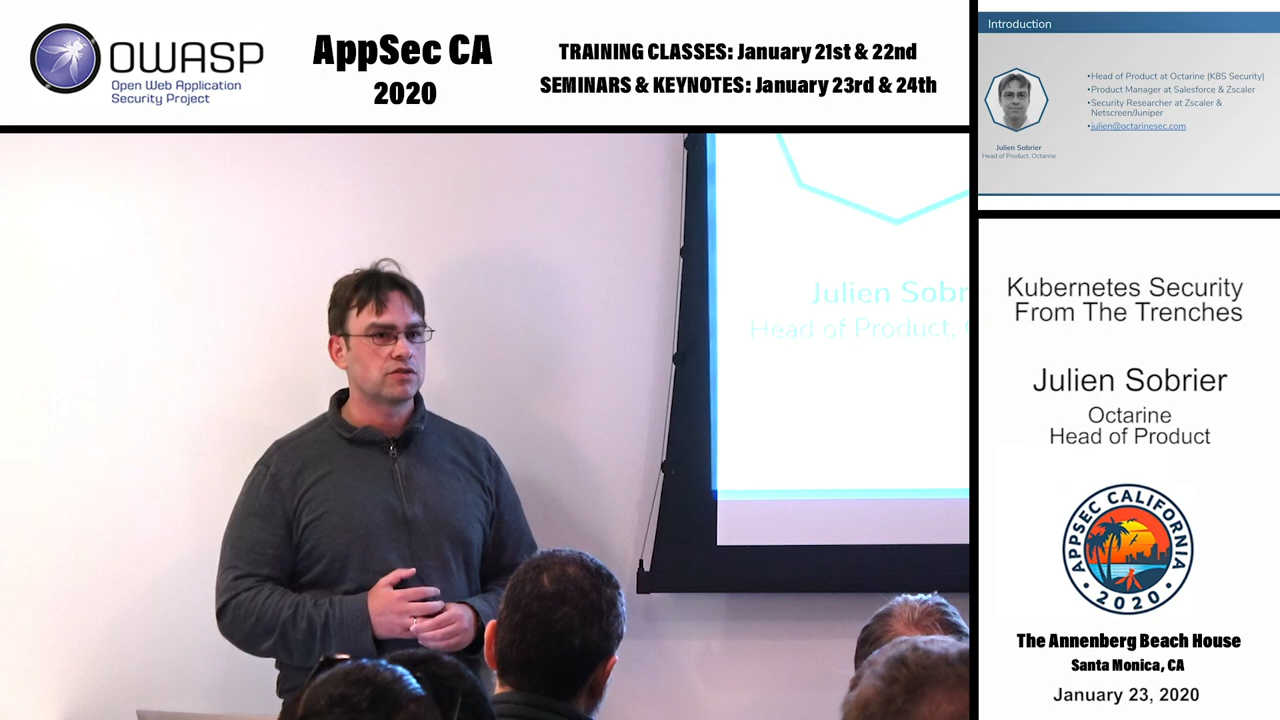 OWASP
Open Web Application
Security Project
AppSec CA
2020
TRAINING CLASSES: January 21st & 22nd
SEMINARS & KEYNOTES: January 23rd & 24th
Introduction
•Head of Product at Octarine (K8S Security)
•Product Manager at Salesforce & Zscaler
•Security Researcher at Zscaler &
Netscreen/Juniper
•julien@octarinesec.com
Julien Sobrier
Head of Product, Octarine
Julien Sobr
Head of Product,
Kubernetes Security
From The Trenches
Julien Sobrier
Octarine
Head of Product
APPSEC CALIFORNIA
• 2020 •
The Annenberg Beach House
Santa Monica, CA
January 23, 2020